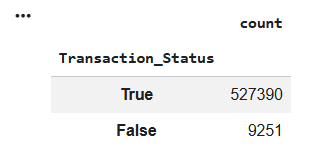 ...
count
Transaction_Status
True 527390
False 9251